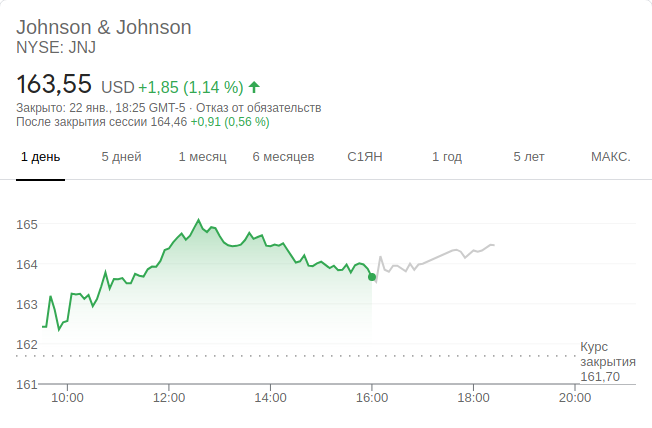 Johnson & Johnson
NYSE: JNJ
163,55 USD +1,85 (1,14 %)
Закрыто: 22 янв., 18:25 GMT-5 · Отказ от обязательств
После закрытия сессии 164,46 +0,91 (0,56 %)
1 день 5 дней 1 месяц 6 месяцев С1ЯН 1 год 5 лет МАКС.
165
164
163
162
161
Курс
закрытия
161,70
10:00 12:00 14:00 16:00 18:00 20:00